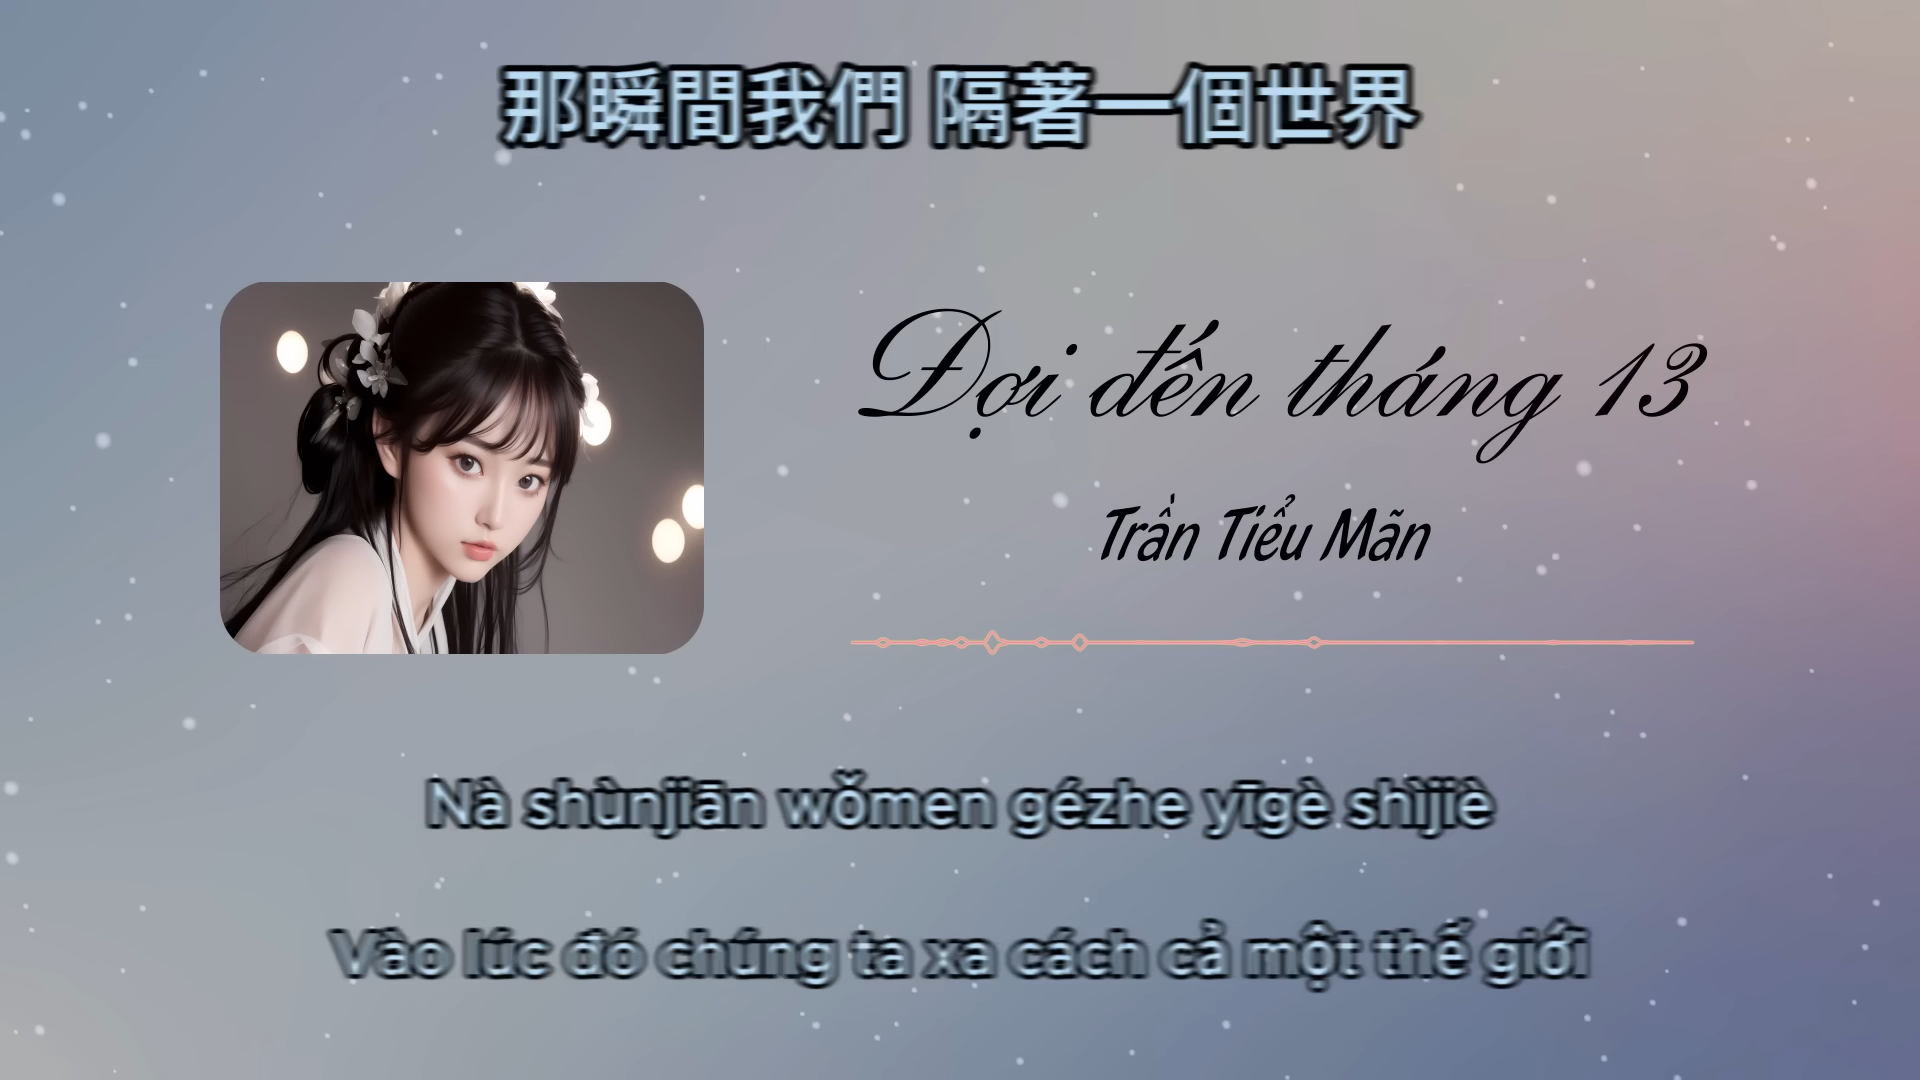 那瞬間我們 隔著一個世界
Đợi đến tháng 13
Trần Tiểu Mãn
Nà shùnjiān wǒmen gézhe yīgè shìjiè
Vào lúc đó chúng ta xa cách cả một thế giới